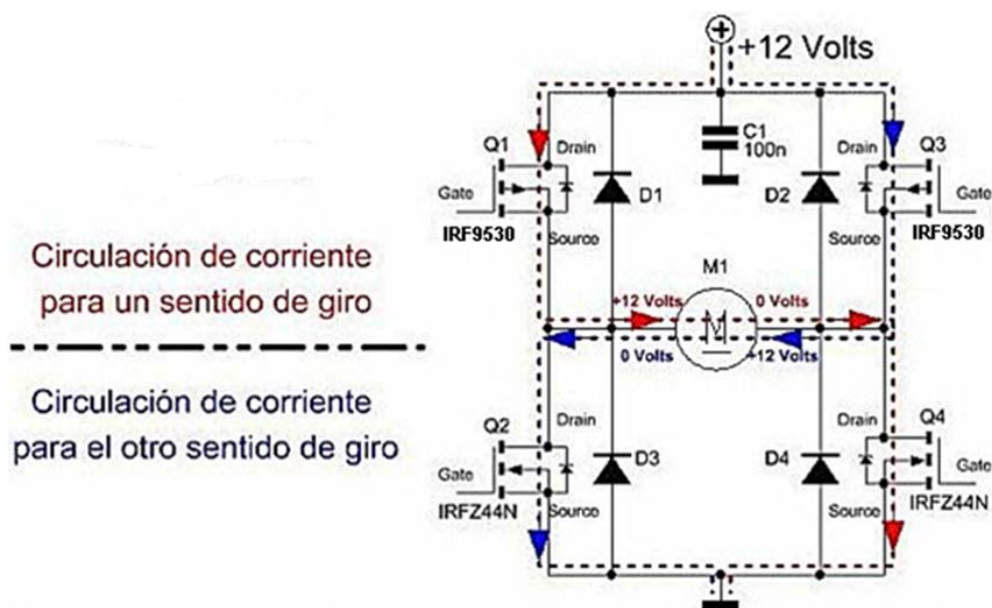 +12 Volts
Q1
Drain
Gate
IRF9530
Source
D1
C1
100n
D2
Drain
Q3
Gate
IRF9530
Source
Circulación de corriente
para un sentido de giro
M1
+12 Volts
0 Volts
0 Volts
+12 Volts
Circulación de corriente
para el otro sentido de giro
Q2
Drain
Gate
IRFZ44N
Source
D3
D4
Drain
Q4
Gate
IRFZ44N
Source